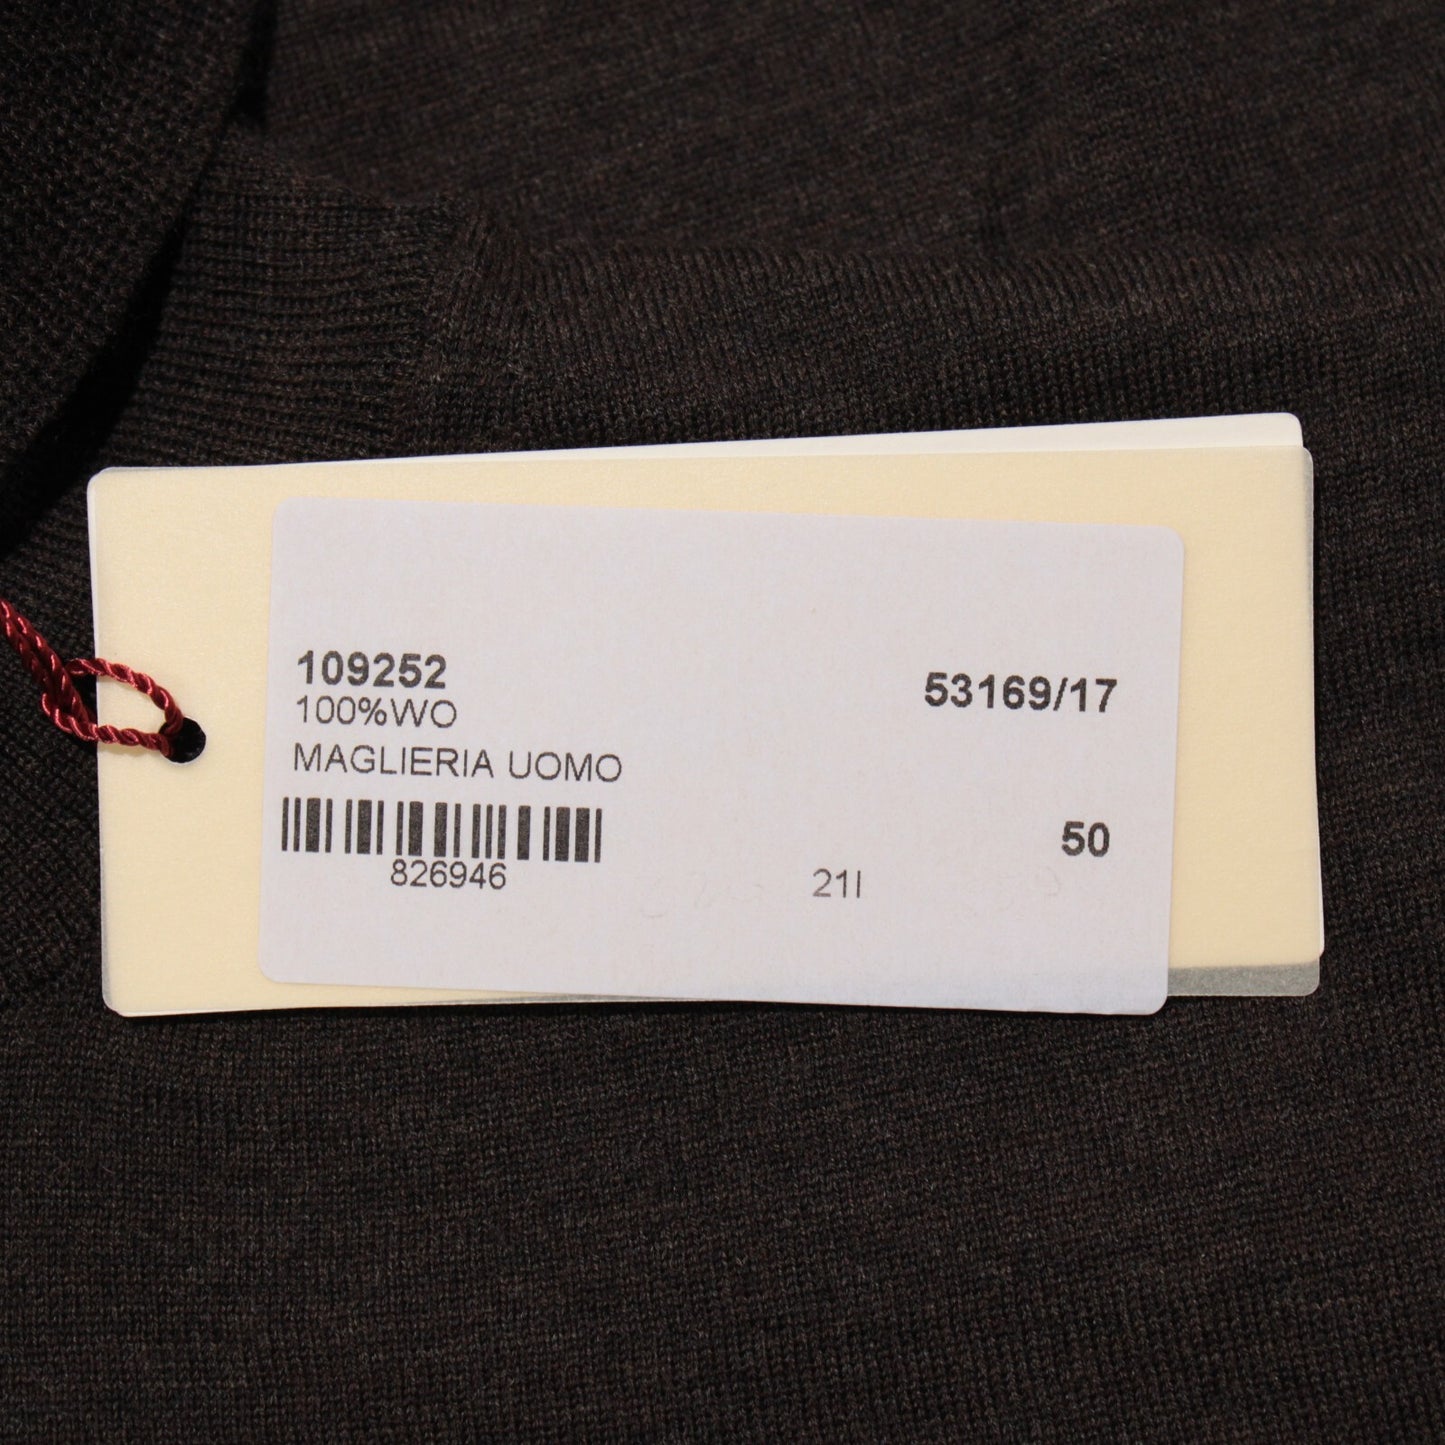 109252
53169/17
100%WO
MAGLIERIA UOMO
50
826946
21I